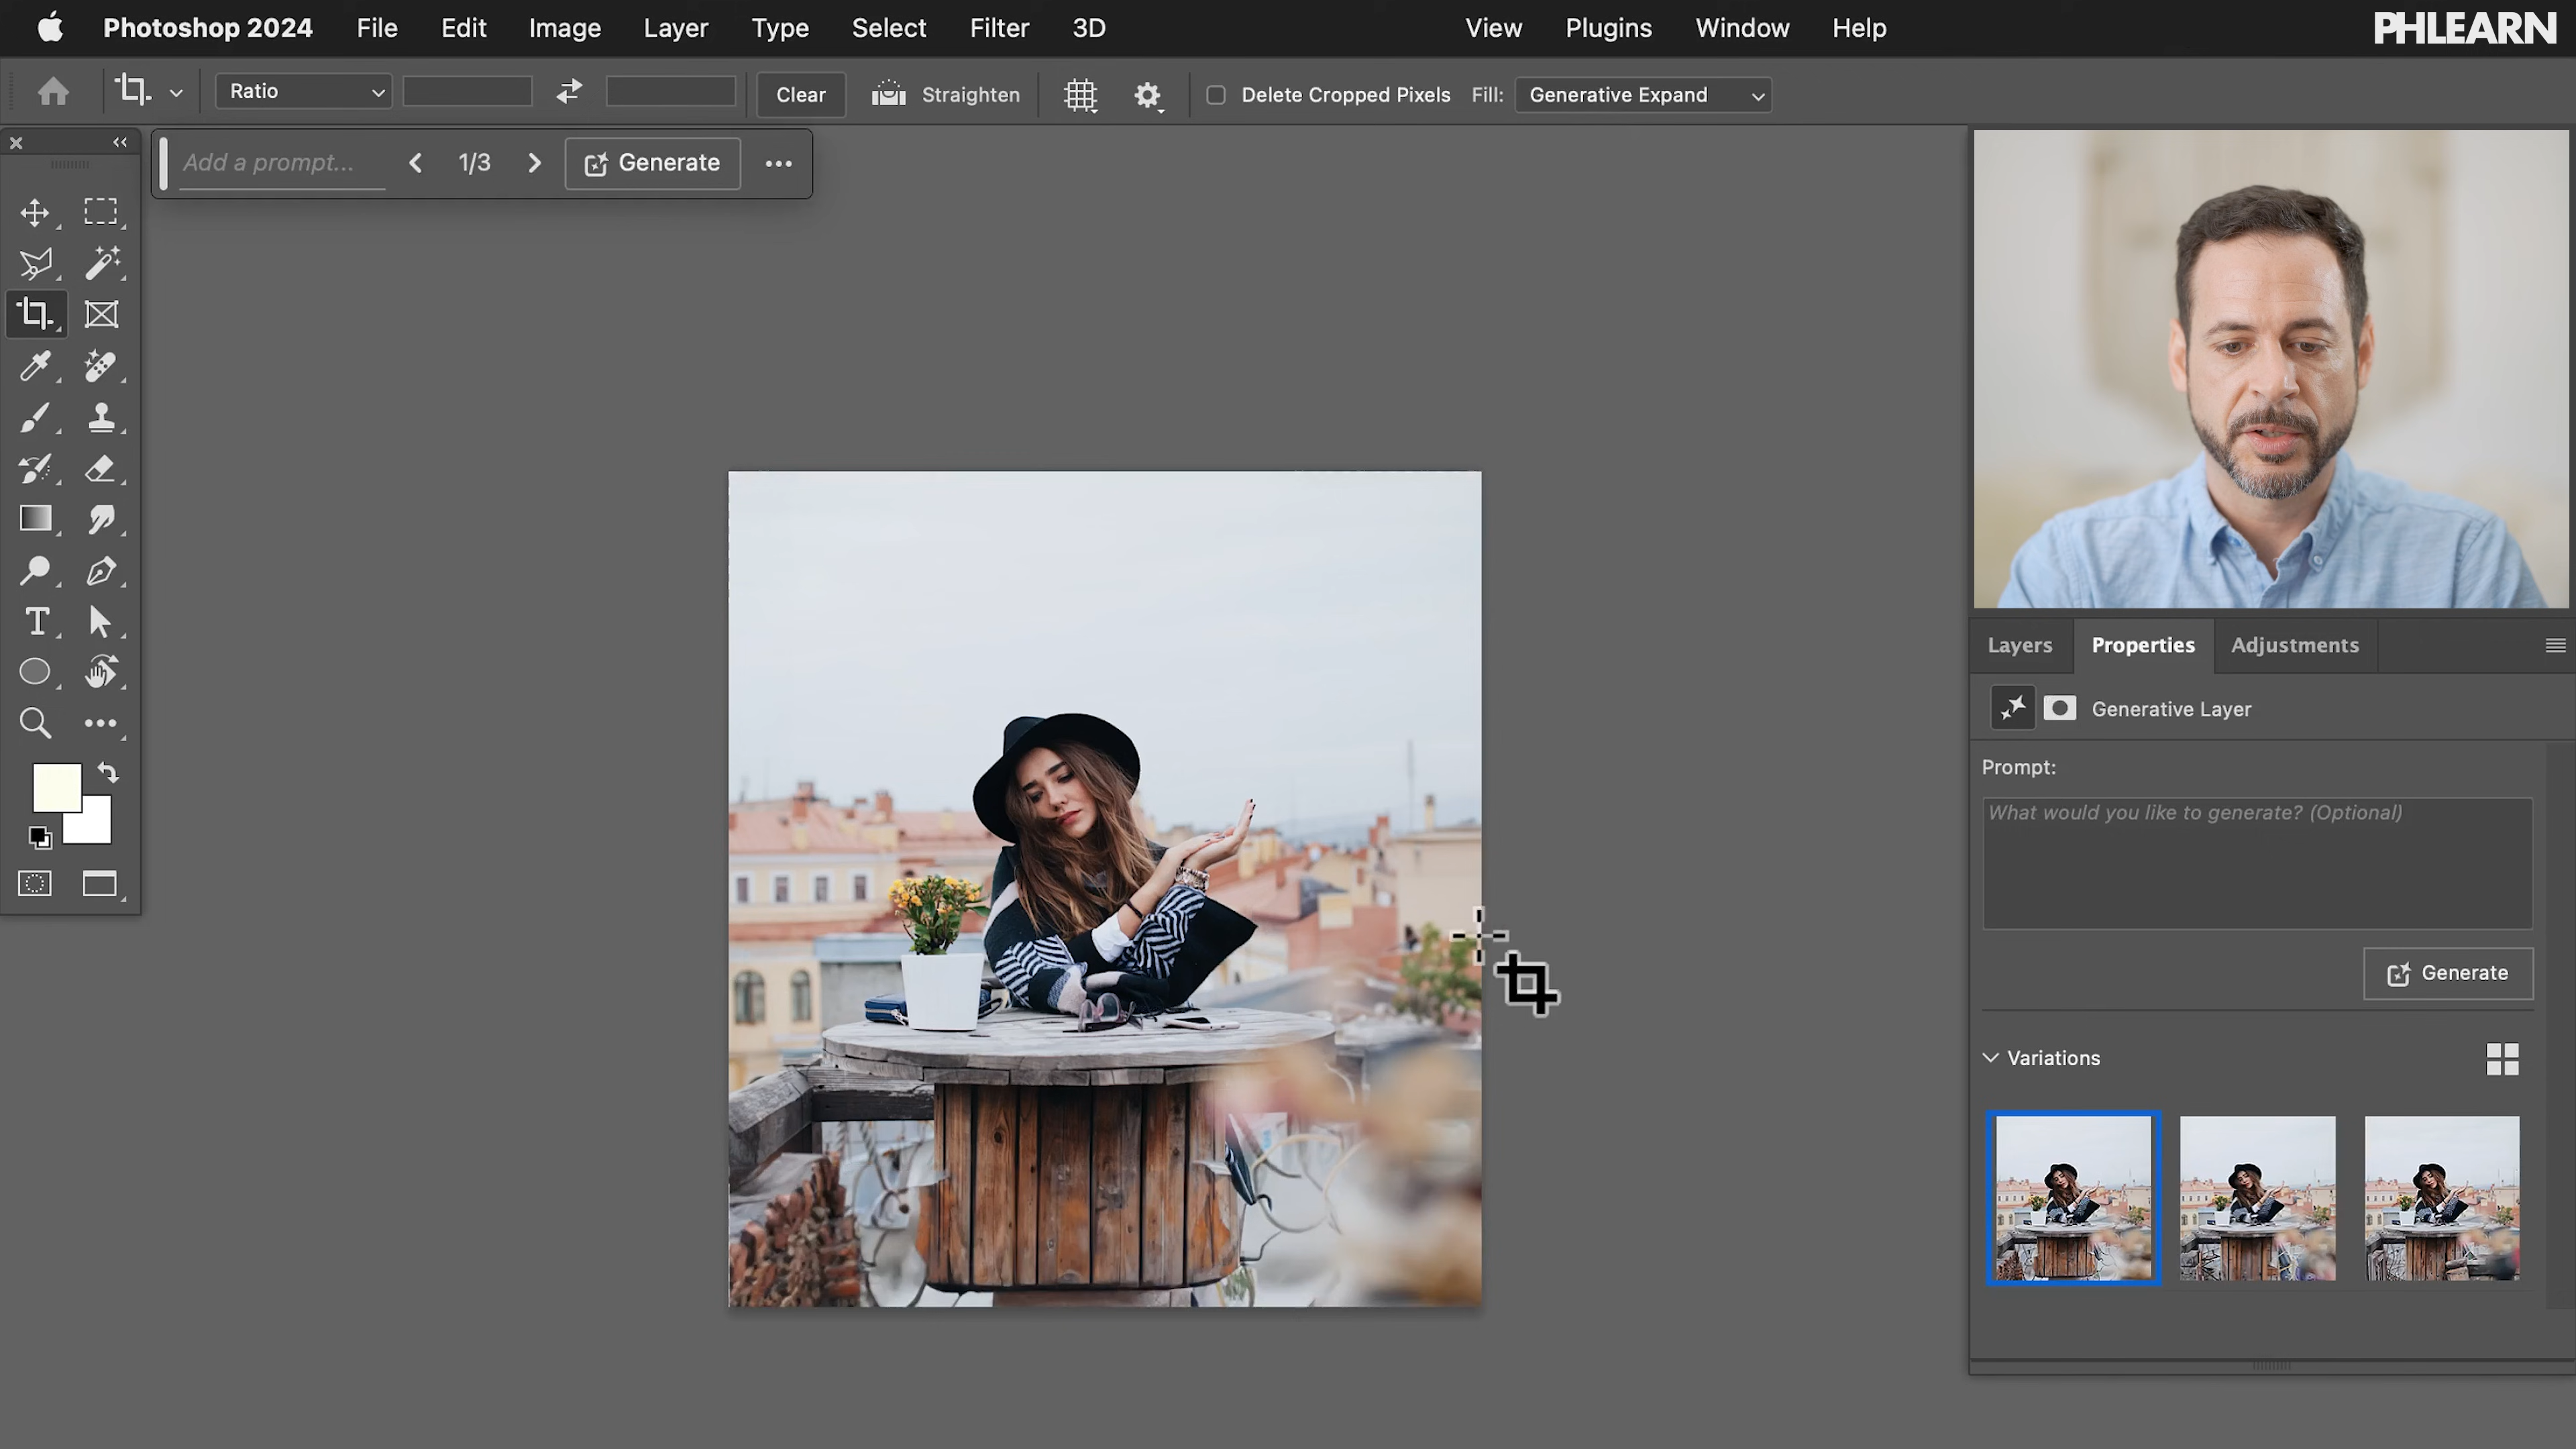 Photoshop 2024 File Edit Image Layer Type Select Filter 3D View Plugins Window Help PHLEARN
Ratio Clear Straighten Delete Cropped Pixels Fill: Generative Expand
Add a prompt... 1/3 Generate
T
Layers Properties Adjustments
Generative Layer
Prompt:
What would you like to generate? (Optional)
Generate
Variations